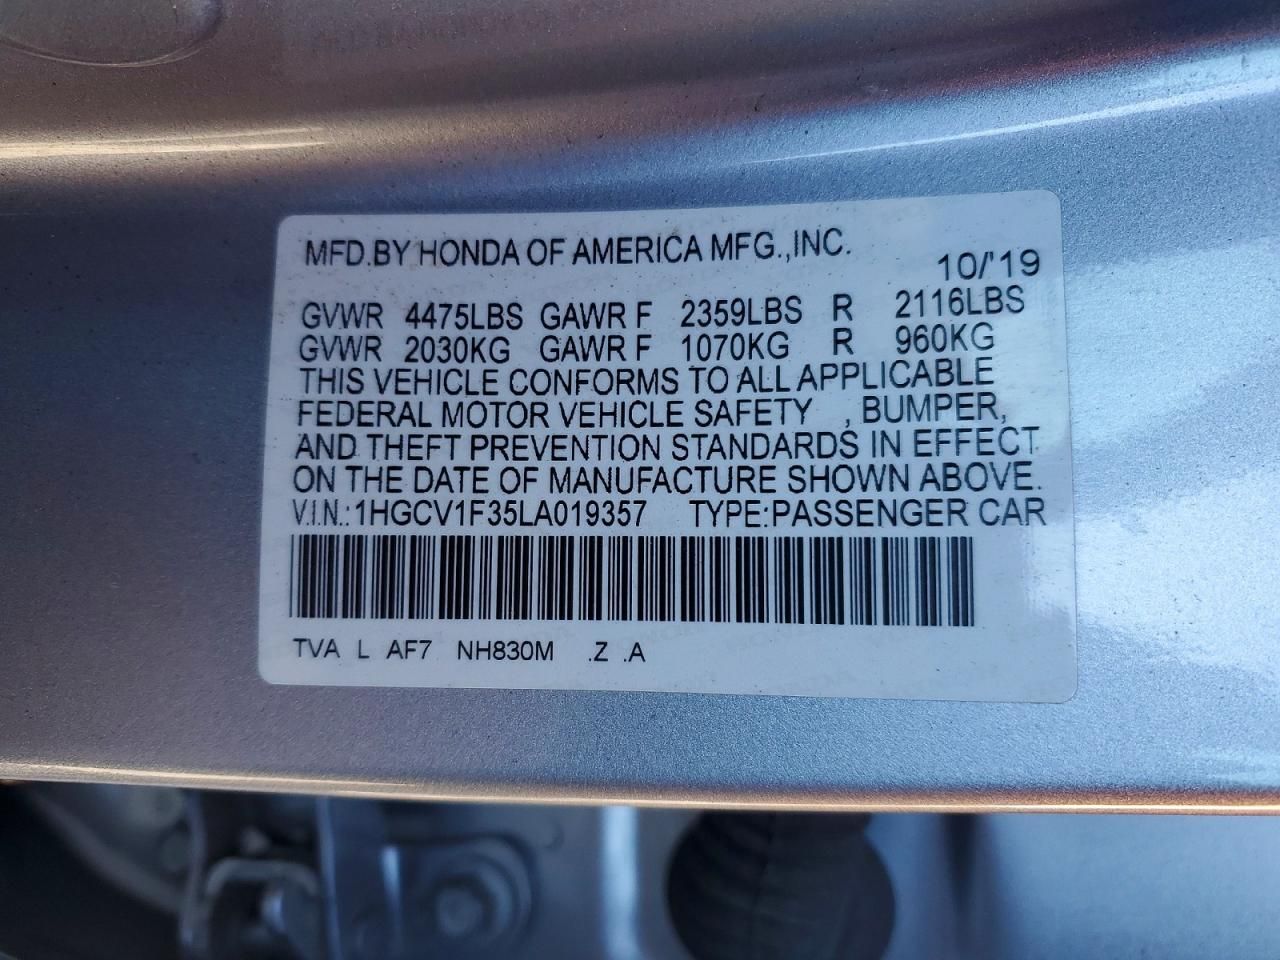 MFD.BY HONDA OF AMERICA MFG.,INC.
10/'19
GVWR 4475LBS GAWR F 2359LBS R 2116LBS
GVWR 2030KG GAWR F 1070KG R 960KG
THIS VEHICLE CONFORMS TO ALL APPLICABLE
FEDERAL MOTOR VEHICLE SAFETY , BUMPER,
AND THEFT PREVENTION STANDARDS IN EFFECT
ON THE DATE OF MANUFACTURE SHOWN ABOVE.
V.I.N.:1HGCV1F35LA019357 TYPE:PASSENGER CAR
TVA L AF7 NH830M .Z .A